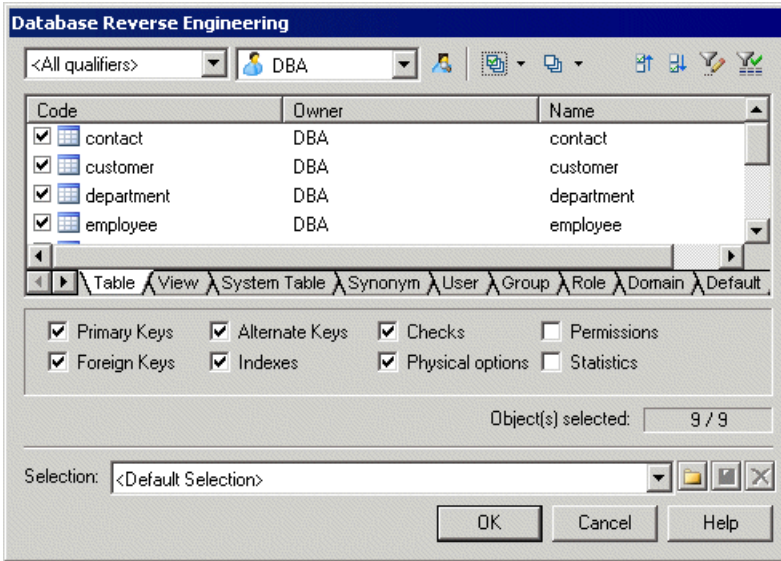 Database Reverse Engineering
<All qualifiers> DBA
Code Owner Name
contact DBA contact
customer DBA customer
department DBA department
employee DBA employee
Table View System Table Synonym User Group Role Domain Default
Primary Keys Alternate Keys Checks Permissions
Foreign Keys Indexes Physical options Statistics
Object(s) selected: 9 / 9
Selection: <Default Selection>
OK Cancel Help